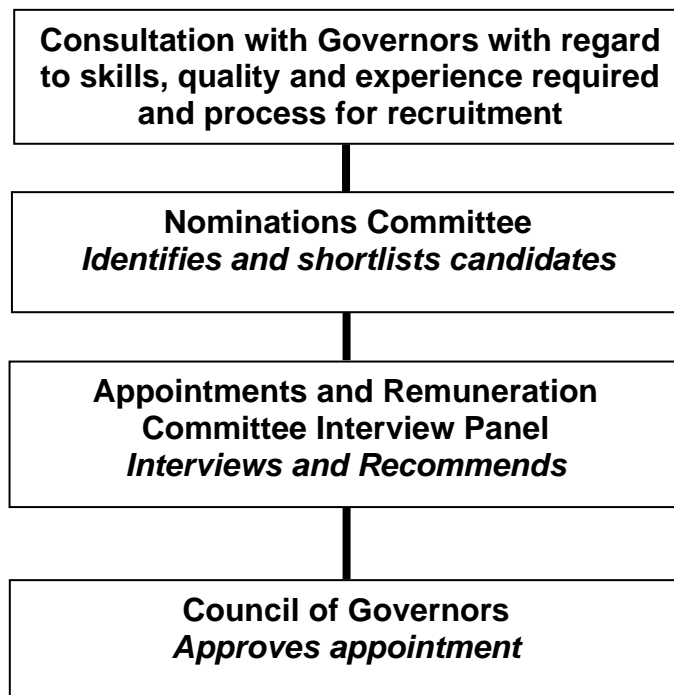 Consultation with Governors with regard
to skills, quality and experience required
and process for recruitment
Nominations Committee
Identifies and shortlists candidates
Appointments and Remuneration
Committee Interview Panel
Interviews and Recommends
Council of Governors
Approves appointment